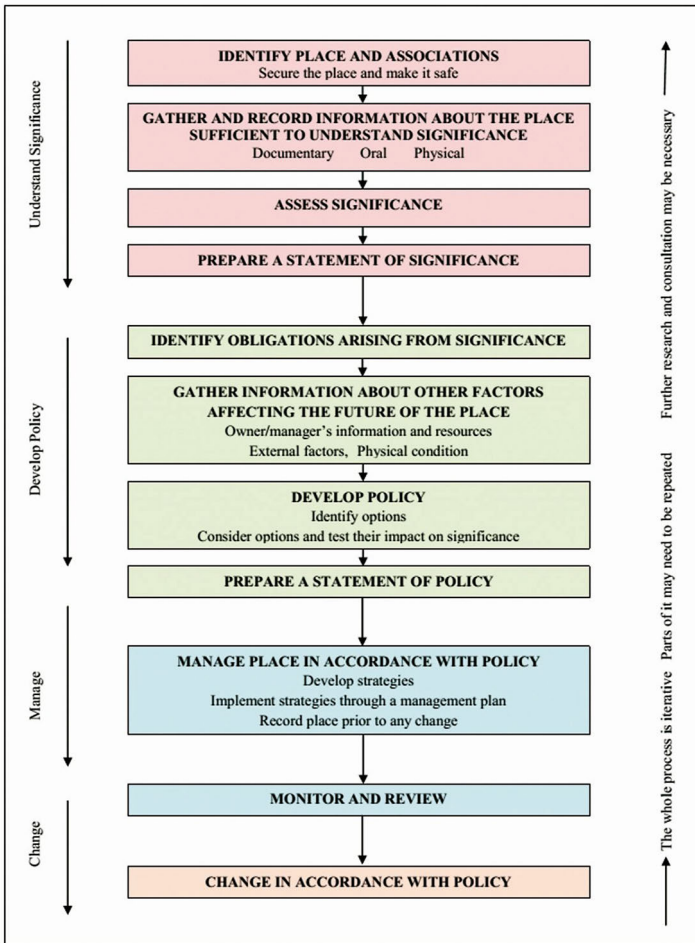 Understand Significance
IDENTIFY PLACE AND ASSOCIATIONS
Secure the place and make it safe
GATHER AND RECORD INFORMATION ABOUT THE PLACE
SUFFICIENT TO UNDERSTAND SIGNIFICANCE
Documentary Oral Physical
ASSESS SIGNIFICANCE
PREPARE A STATEMENT OF SIGNIFICANCE
Develop Policy
IDENTIFY OBLIGATIONS ARISING FROM SIGNIFICANCE
GATHER INFORMATION ABOUT OTHER FACTORS
AFFECTING THE FUTURE OF THE PLACE
Owner/manager's information and resources
External factors, Physical condition
DEVELOP POLICY
Identify options
Consider options and test their impact on significance
PREPARE A STATEMENT OF POLICY
Manage
MANAGE PLACE IN ACCORDANCE WITH POLICY
Develop strategies
Implement strategies through a management plan
Record place prior to any change
Change
MONITOR AND REVIEW
CHANGE IN ACCORDANCE WITH POLICY
The whole process is iterative Parts of it may need to be repeated Further research and consultation may be necessary